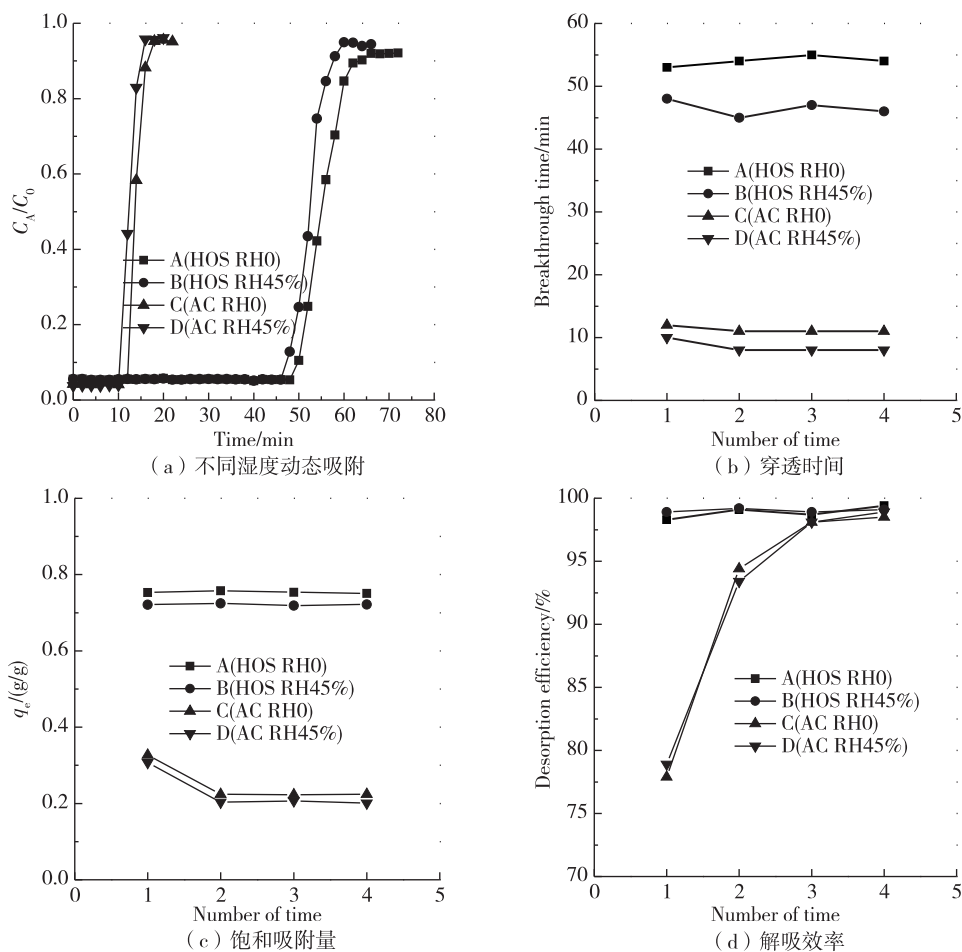 1.0
0.8
0.6
0.4
0.2
0.0
C_A/C_0
A(HOS RH0)
B(HOS RH45%)
C(AC RH0)
D(AC RH45%)
0 10 20 30 40 50 60 70 80
Time/min
（a）不同湿度动态吸附
60
50
40
30
20
10
0
Breakthrough time/min
A(HOS RH0)
B(HOS RH45%)
C(AC RH0)
D(AC RH45%)
0 1 2 3 4 5
Number of time
（b）穿透时间
1.0
0.8
0.6
0.4
0.2
0.0
q_e/(g/g)
A(HOS RH0)
B(HOS RH45%)
C(AC RH0)
D(AC RH45%)
0 1 2 3 4 5
Number of time
（c）饱和吸附量
100
95
90
85
80
75
70
Desorption efficiency/%
A(HOS RH0)
B(HOS RH45%)
C(AC RH0)
D(AC RH45%)
0 1 2 3 4 5
Number of time
（d）解吸效率